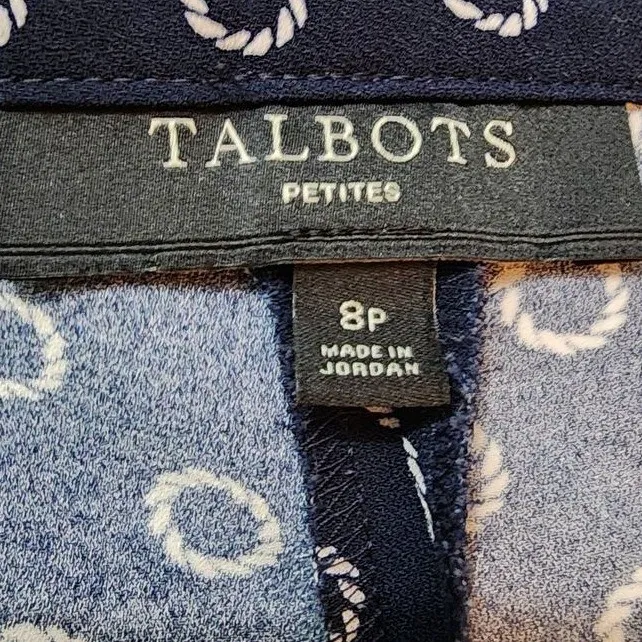 TALBOTS
PETITES
8P
MADE IN
JORDAN